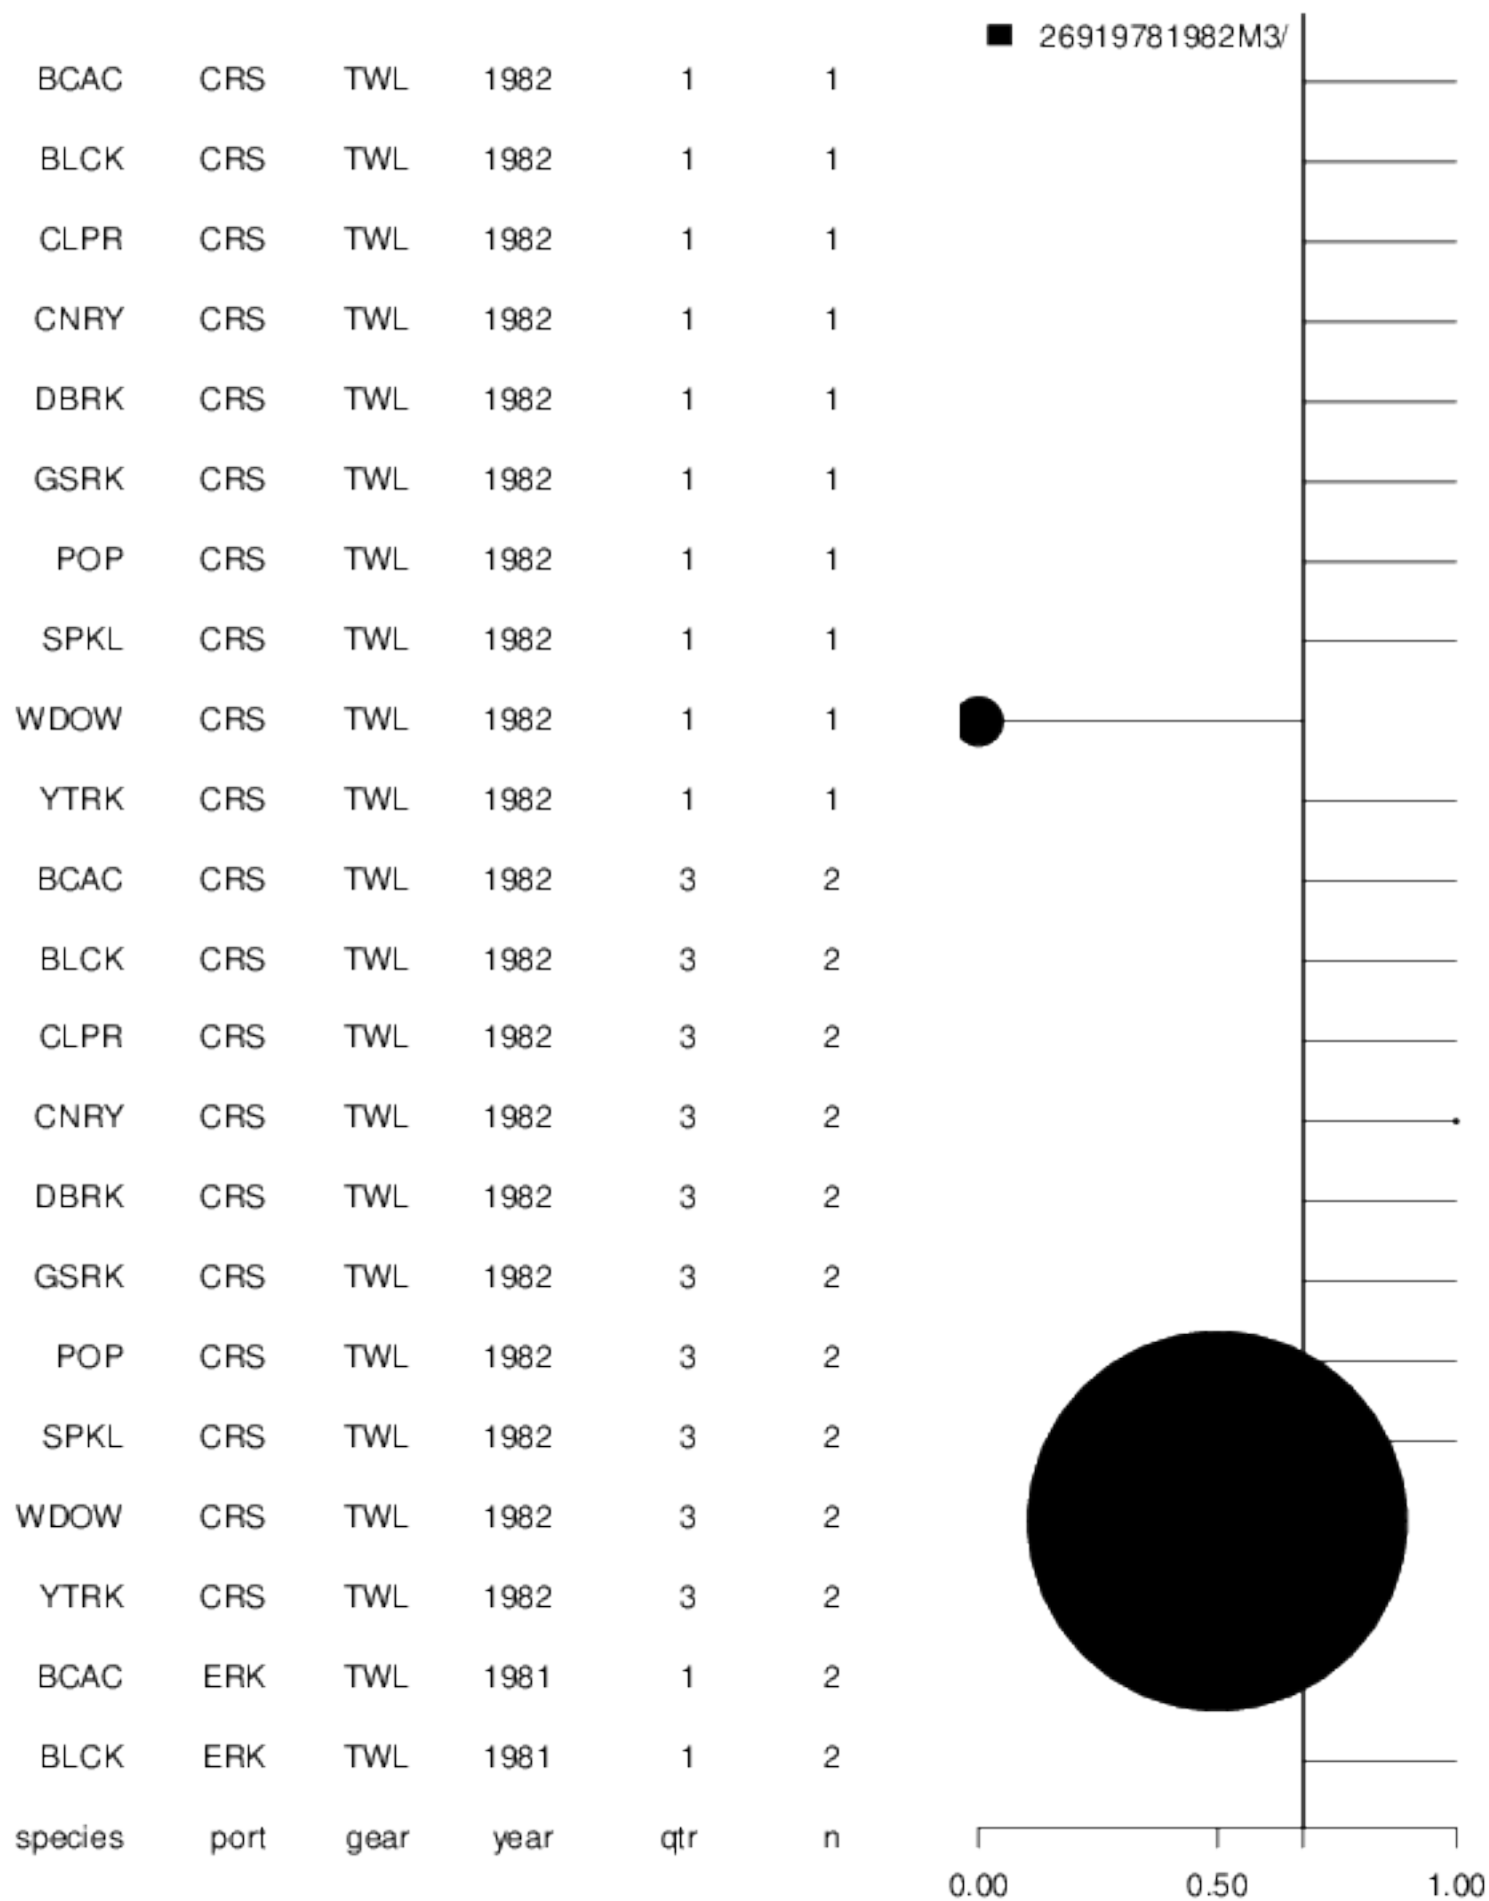 26919781982M3/
BCAC CRS TWL 1982 1 1
BLCK CRS TWL 1982 1 1
CLPR CRS TWL 1982 1 1
CNRY CRS TWL 1982 1 1
DBRK CRS TWL 1982 1 1
GSRK CRS TWL 1982 1 1
POP CRS TWL 1982 1 1
SPKL CRS TWL 1982 1 1
WDOW CRS TWL 1982 1 1
YTRK CRS TWL 1982 1 1
BCAC CRS TWL 1982 3 2
BLCK CRS TWL 1982 3 2
CLPR CRS TWL 1982 3 2
CNRY CRS TWL 1982 3 2
DBRK CRS TWL 1982 3 2
GSRK CRS TWL 1982 3 2
POP CRS TWL 1982 3 2
SPKL CRS TWL 1982 3 2
WDOW CRS TWL 1982 3 2
YTRK CRS TWL 1982 3 2
BCAC ERK TWL 1981 1 2
BLCK ERK TWL 1981 1 2
species port gear year qtr n
0.00 0.50 1.00